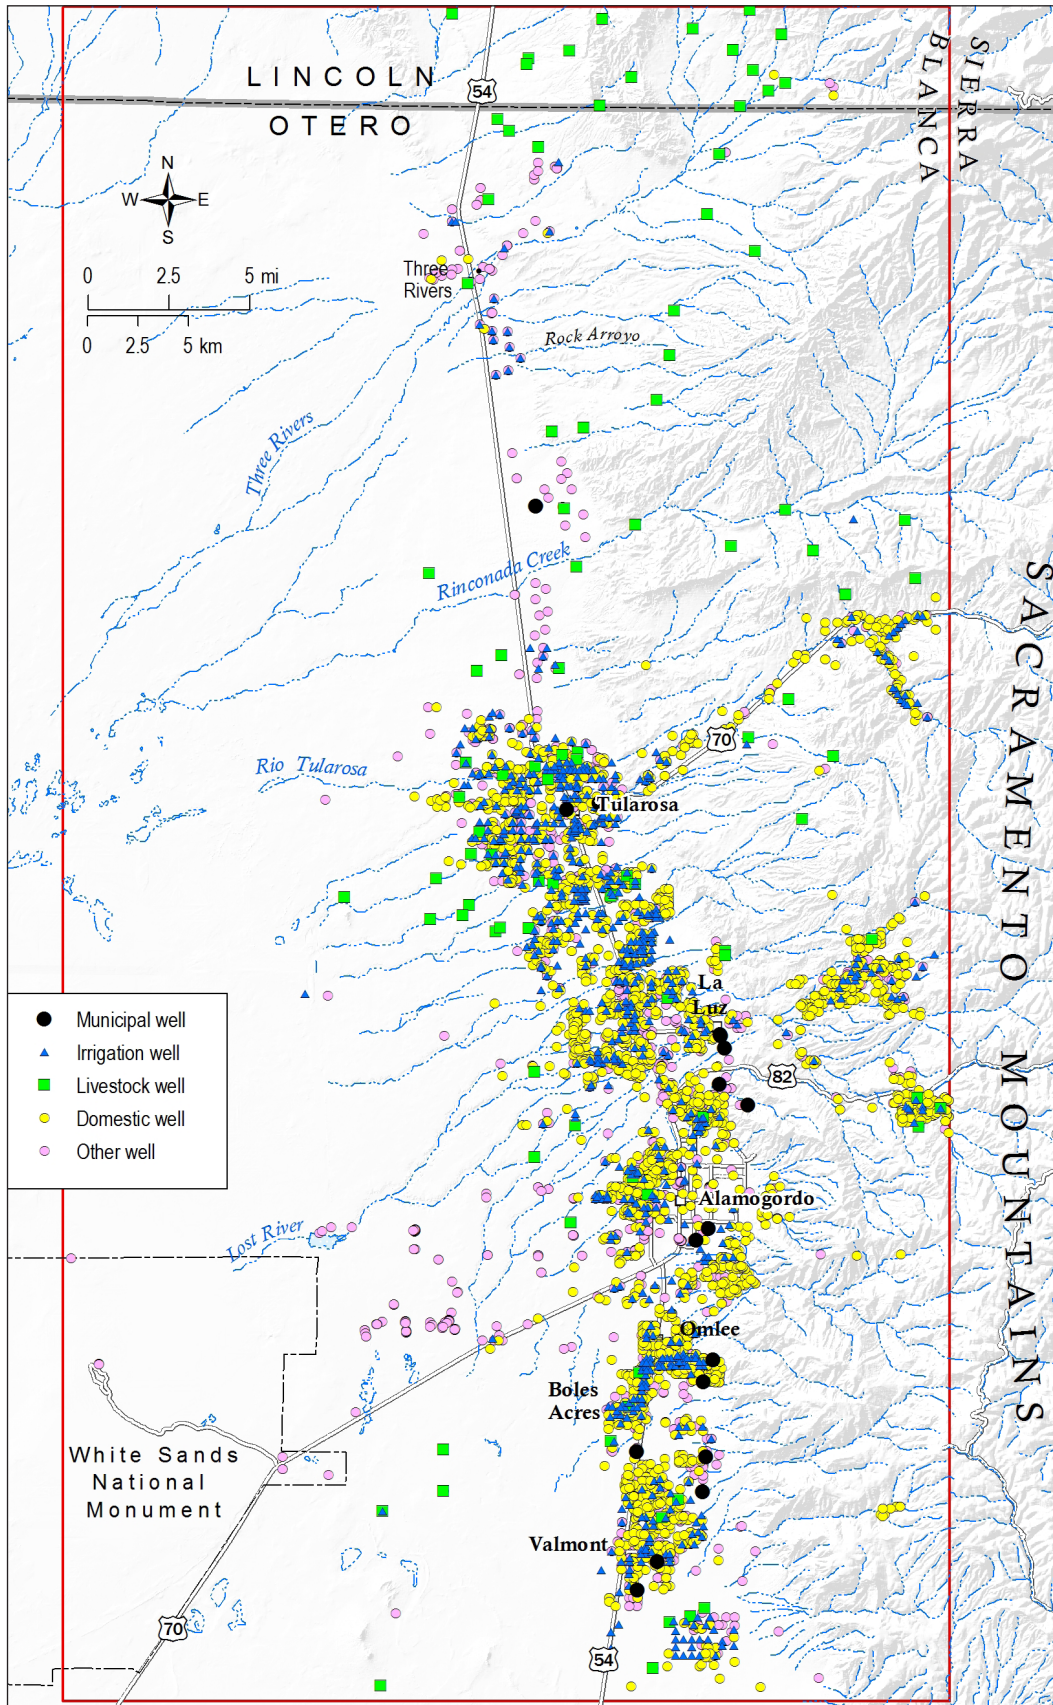 LINCOLN
OTERO
54
SIERRA
BLANCA
N
W
E
S
0 2.5 5 mi
0 2.5 5 km
Three
Rivers
Rock Arroyo
Three Rivers
Rinconada Creek
SACRAMENTO MOUNTAINS
70
Rio Tularosa
Tularosa
La
Luz
Municipal well
Irrigation well
Livestock well
Domestic well
Other well
82
Alamogordo
Lost River
Omlee
Boles
Acres
White Sands
National
Monument
Valmont
70
54